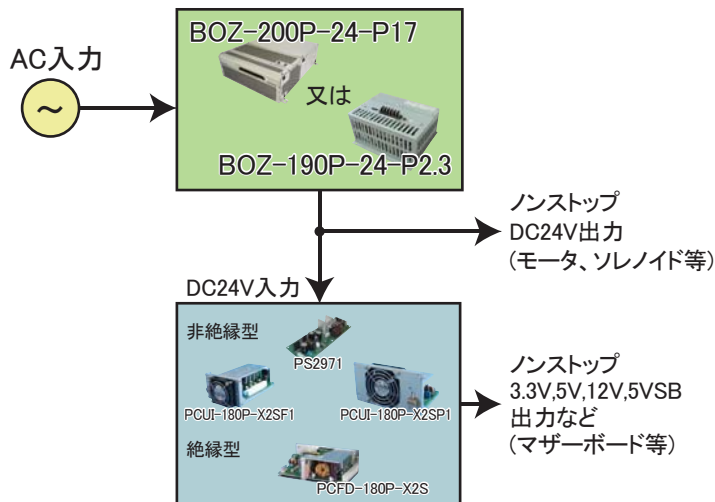 BOZ-200P-24-P17
AC入力
~
又は
BOZ-190P-24-P2.3
ノンストップ
DC24V出力
(モータ、ソレノイド等)
DC24V入力
非絶縁型
PS2971
PCUI-180P-X2SF1
PCUI-180P-X2SP1
ノンストップ
3.3V,5V,12V,5VSB
出力など
(マザーボード等)
絶縁型
PCFD-180P-X2S